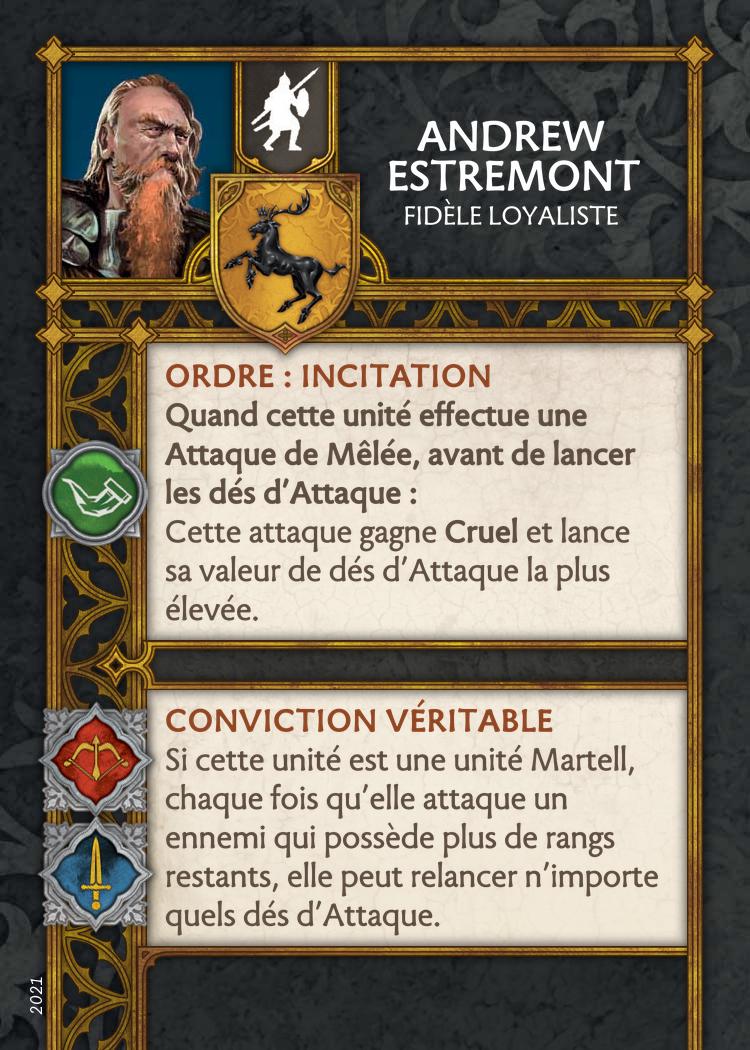 ANDREW
ESTREMONT
FIDÈLE LOYALISTE
ORDRE : INCITATION
Quand cette unité effectue une
Attaque de Mêlée, avant de lancer
les dés d'Attaque :
Cette attaque gagne Cruel et lance
sa valeur de dés d'Attaque la plus
élevée.
CONVICTION VÉRITABLE
Si cette unité est une unité Martell,
chaque fois qu'elle attaque un
ennemi qui possède plus de rangs
restants, elle peut relancer n'importe
quels dés d'Attaque.
2021